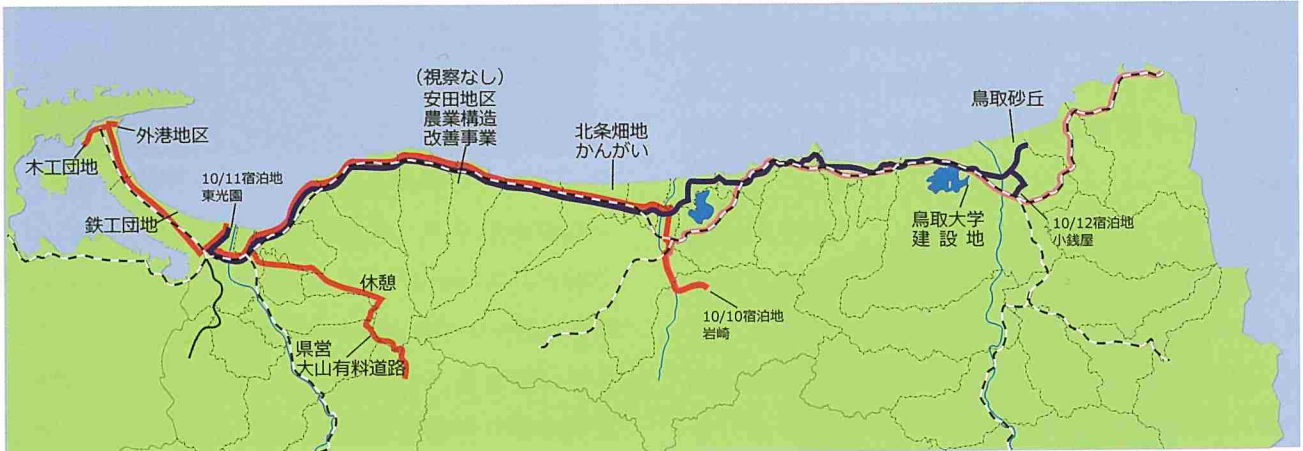 外港地区
木工団地
10/11宿泊地
東光園
鉄工団地
(視察なし)
安田地区
農業構造
改善事業
北条畑地
かんがい
鳥取砂丘
鳥取大学
建設地
10/12宿泊地
小銭屋
休憩
県営
大山有料道路
10/10宿泊地
岩崎